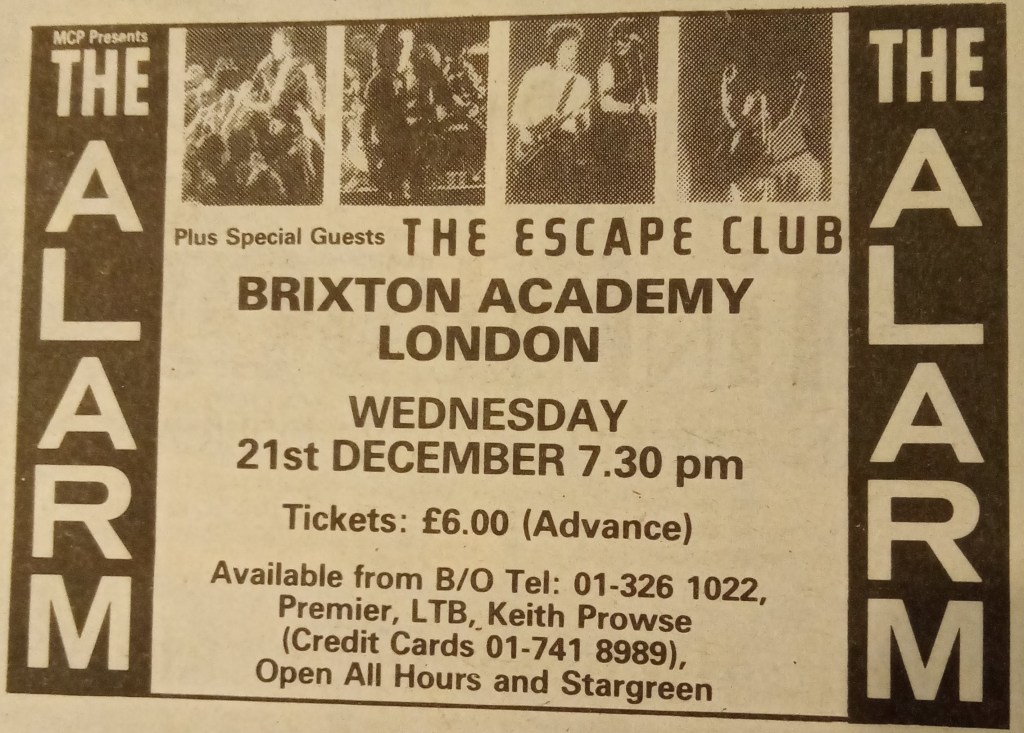 MCP Presents
THE
ALARM
THE
ALARM
Plus Special Guests THE ESCAPE CLUB
BRIXTON ACADEMY
LONDON
WEDNESDAY
21st DECEMBER 7.30 pm
Tickets: £6.00 (Advance)
Available from B/O Tel: 01-326 1022,
Premier, LTB, Keith Prowse
(Credit Cards 01-741 8989),
Open All Hours and Stargreen